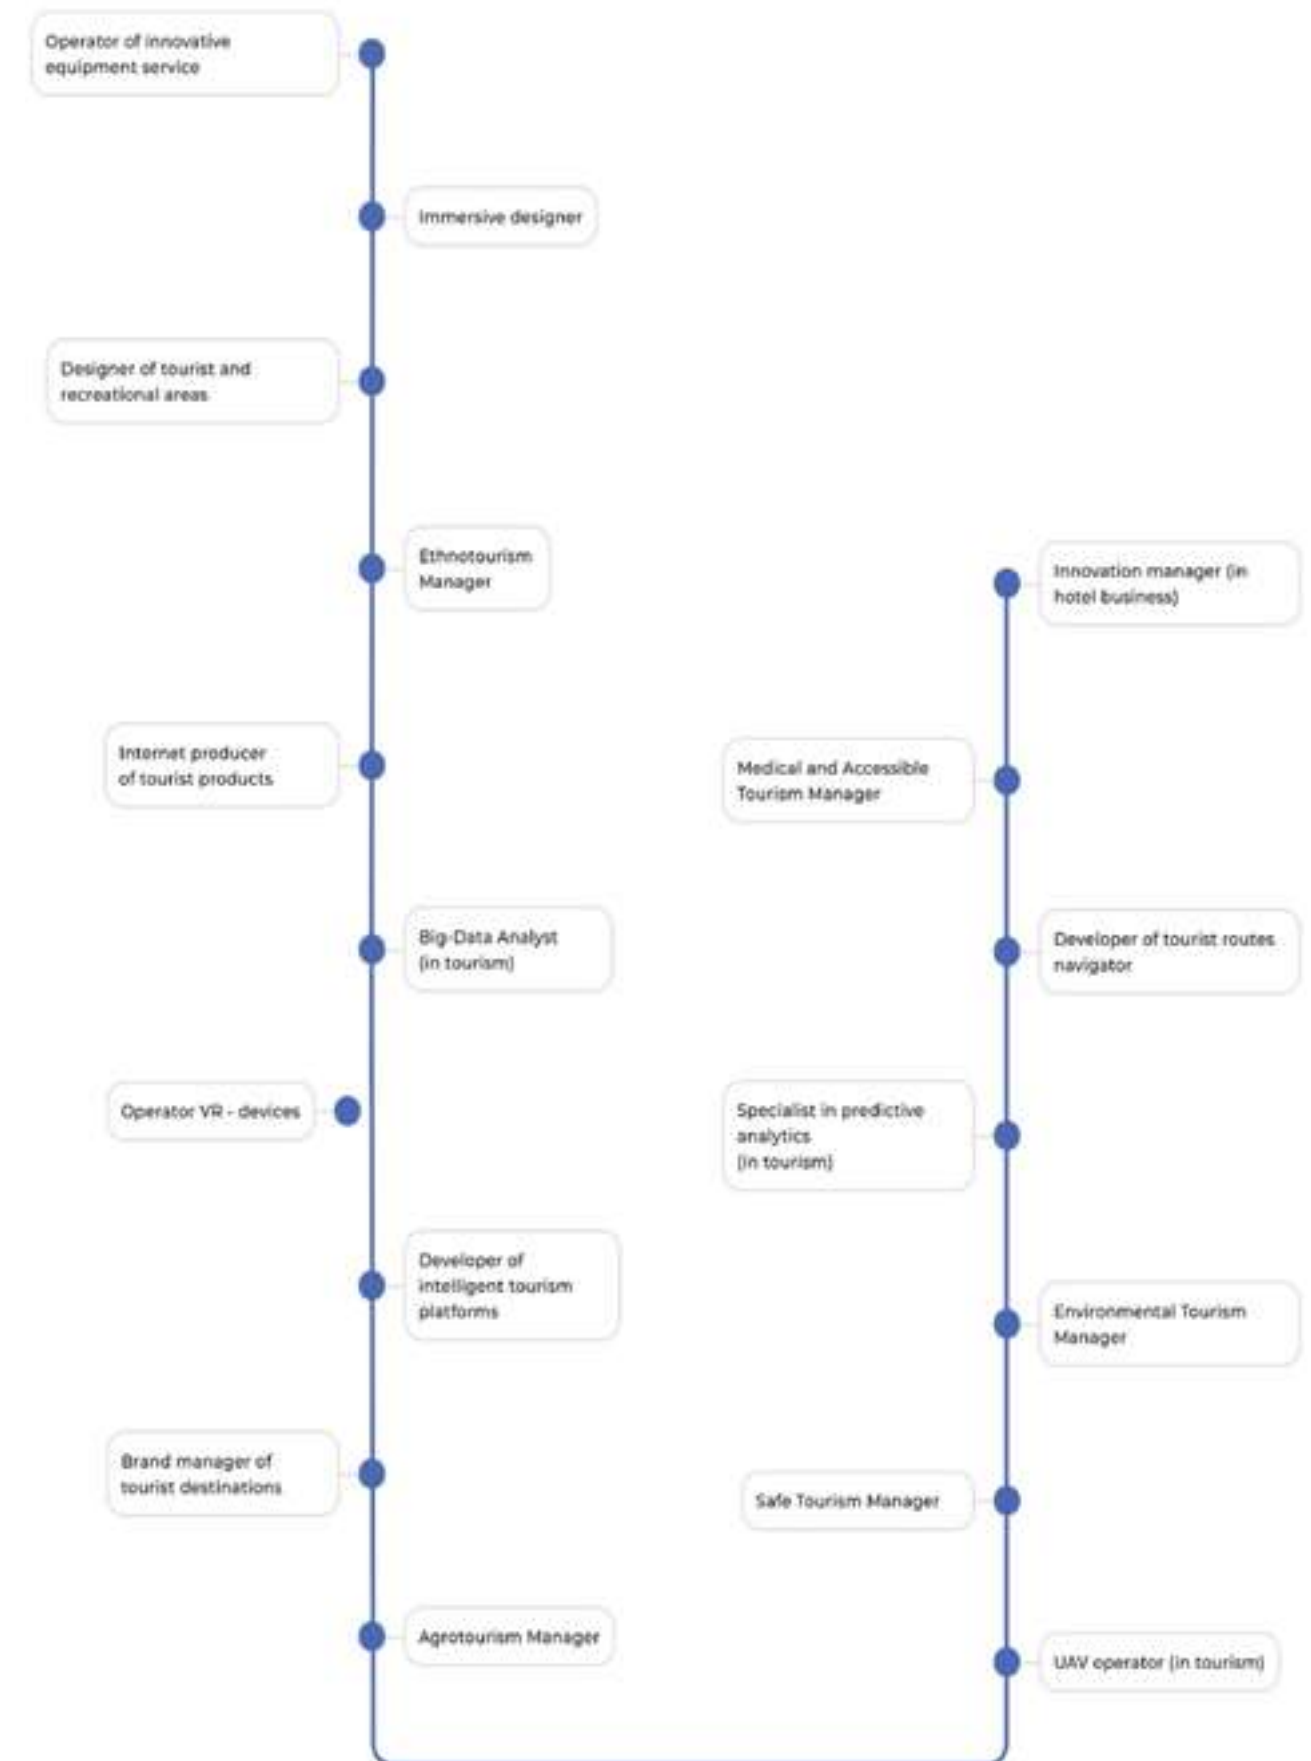 Operator of innovative
equipment service
Immersive designer
Designer of tourist and
recreational areas
Ethnotourism
Manager
Internet producer
of tourist products
Big-Data Analyst
(in tourism)
Operator VR - devices
Developer of
intelligent tourism
platforms
Brand manager of
tourist destinations
Agrotourism Manager
Innovation manager (in
hotel business)
Medical and Accessible
Tourism Manager
Developer of tourist routes
navigator
Specialist in predictive
analytics
(in tourism)
Environmental Tourism
Manager
Safe Tourism Manager
UAV operator (in tourism)